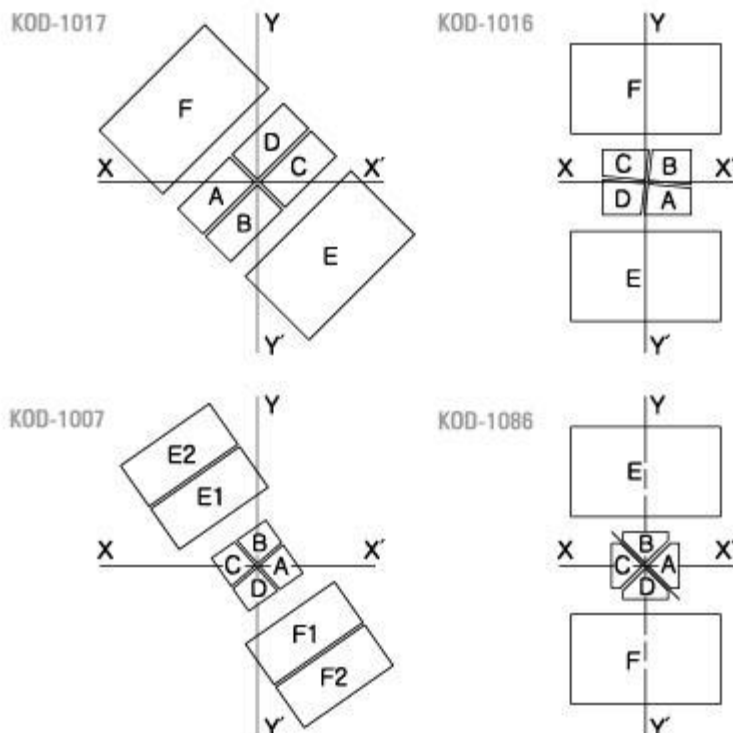 KOD-1017
Y
F
D
X
C
X´
A
B
E
Y´
KOD-1016
Y
F
X
C
B
X´
D
A
E
Y´
KOD-1007
Y
E2
E1
X
B
X´
C
A
D
F1
F2
Y´
KOD-1086
Y
E
B
X
C
A
X´
D
F
Y´